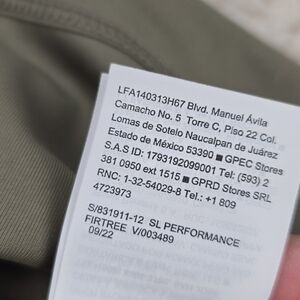 LFA140313H67 Blvd. Manuel Ávila
Camacho No. 5 Torre C, Piso 22 Col.
Lomas de Sotelo Naucalpan de Juárez
Estado de México 53390 ■ GPEC Stores
S.A.S ID: 1793192099001 Tel: (593) 2
381 0950 ext 1515 ■ GPRD Stores SRL
RNC: 1-32-54029-8 Tel.: +1 809
4723973
S/831911-12 SL PERFORMANCE
FIRTREE V/003489
09/22